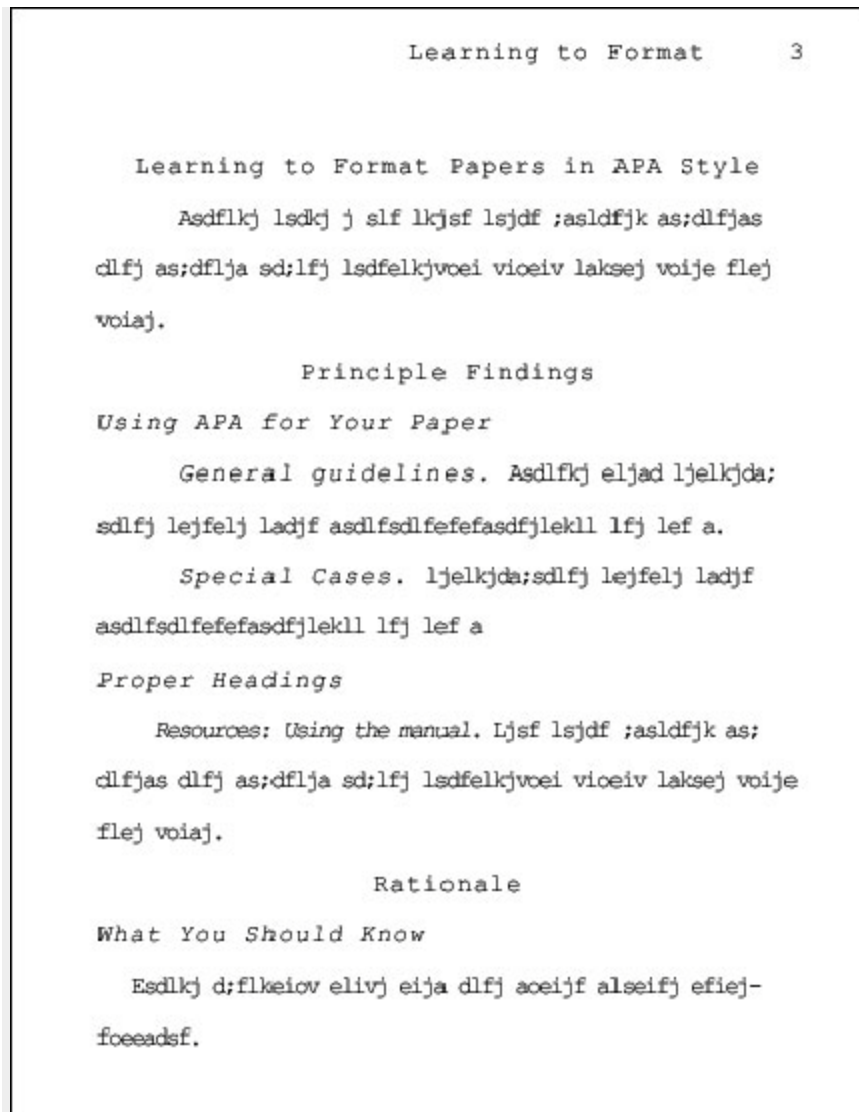 Learning to Format 3
Learning to Format Papers in APA Style
Asdflkj lsdkj j slf lkjsf lsjdf ;asldfjk as;dlfjas
dlfj as;dflja sd;lfj lsdfelkjvoei vioeiv laksej voije flej
voiaj.
Principle Findings
Using APA for Your Paper
General guidelines. Asdlfkj eljad ljelkjda;
sdlfj lejfelj ladjf asdlfsdlfefefasdfjlekll lfj lef a.
Special Cases. ljelkjda;sdlfj lejfelj ladjf
asdlfsdlfefefasdfjlekll lfj lef a
Proper Headings
Resources: Using the manual. Ljsf lsjdf ;asldfjk as;
dlfjas dlfj as;dflja sd;lfj lsdfelkjvoei vioeiv laksej voije
flej voiaj.
Rationale
What You Should Know
Esdlkj d;flkeiov elivj eija dlfj aoeijf alseifj efiej-
foeeadsf.